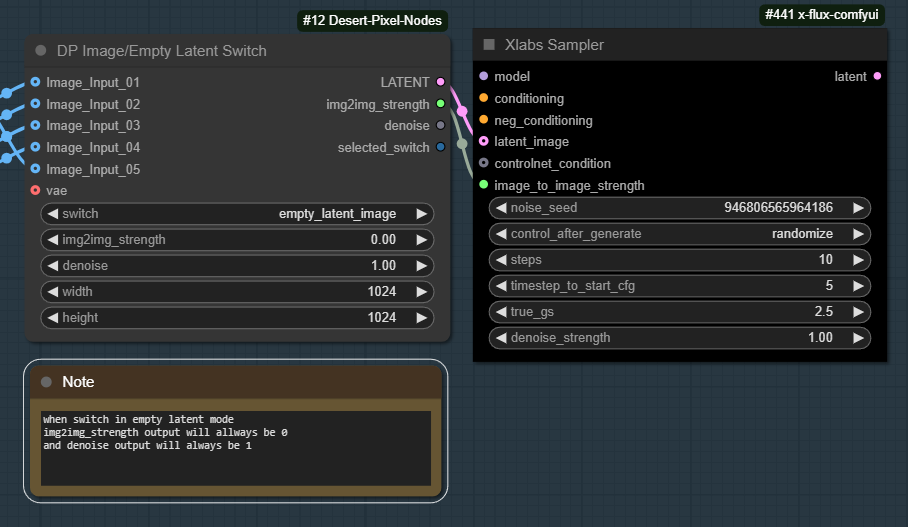 #12 Desert-Pixel-Nodes
#441 x-flux-comfyui
DP Image/Empty Latent Switch
Image_Input_01
LATENT
Image_Input_02
img2img_strength
Image_Input_03
denoise
Image_Input_04
selected_switch
Image_Input_05
vae
switch empty_latent_image
img2img_strength 0.00
denoise 1.00
width 1024
height 1024
Xlabs Sampler
model
latent
conditioning
neg_conditioning
latent_image
controlnet_condition
image_to_image_strength
noise_seed 946806565964186
control_after_generate randomize
steps 10
timestep_to_start_cfg 5
true_gs 2.5
denoise_strength 1.00
Note
when switch in empty latent mode
img2img_strength output will allways be 0
and denoise output will always be 1